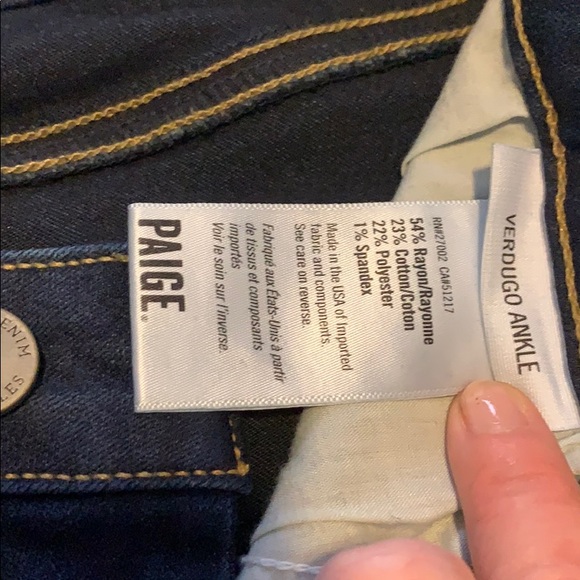 VERDUGO ANKLE
RN#27002 CA#51217
54% Rayon/Rayonne
23% Cotton/Coton
22% Polyester
1% Spandex
Made in the USA of Imported
fabric and components.
See care on reverse.
Fabriqué aux États-Unis à partir
de tissus et composants
importés
Voir le soin sur l'inverse.
PAIGE
ENIM
LES